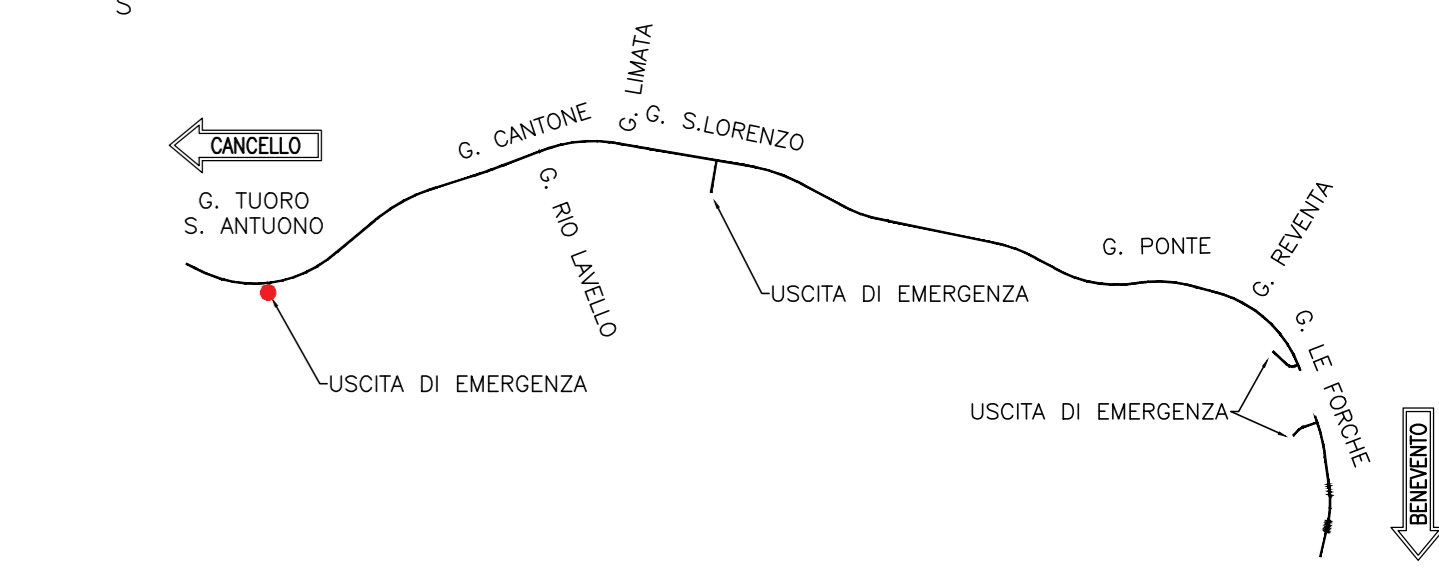 S
G. LIMATA
G. CANTONE
G. S.LORENZO
CANCELLO
G. TUORO
S. ANTUONO
G. RIO LAVELLO
G. REVENTA
G. PONTE
USCITA DI EMERGENZA
G. LE FORCHE
USCITA DI EMERGENZA
USCITA DI EMERGENZA
BENEVENTO